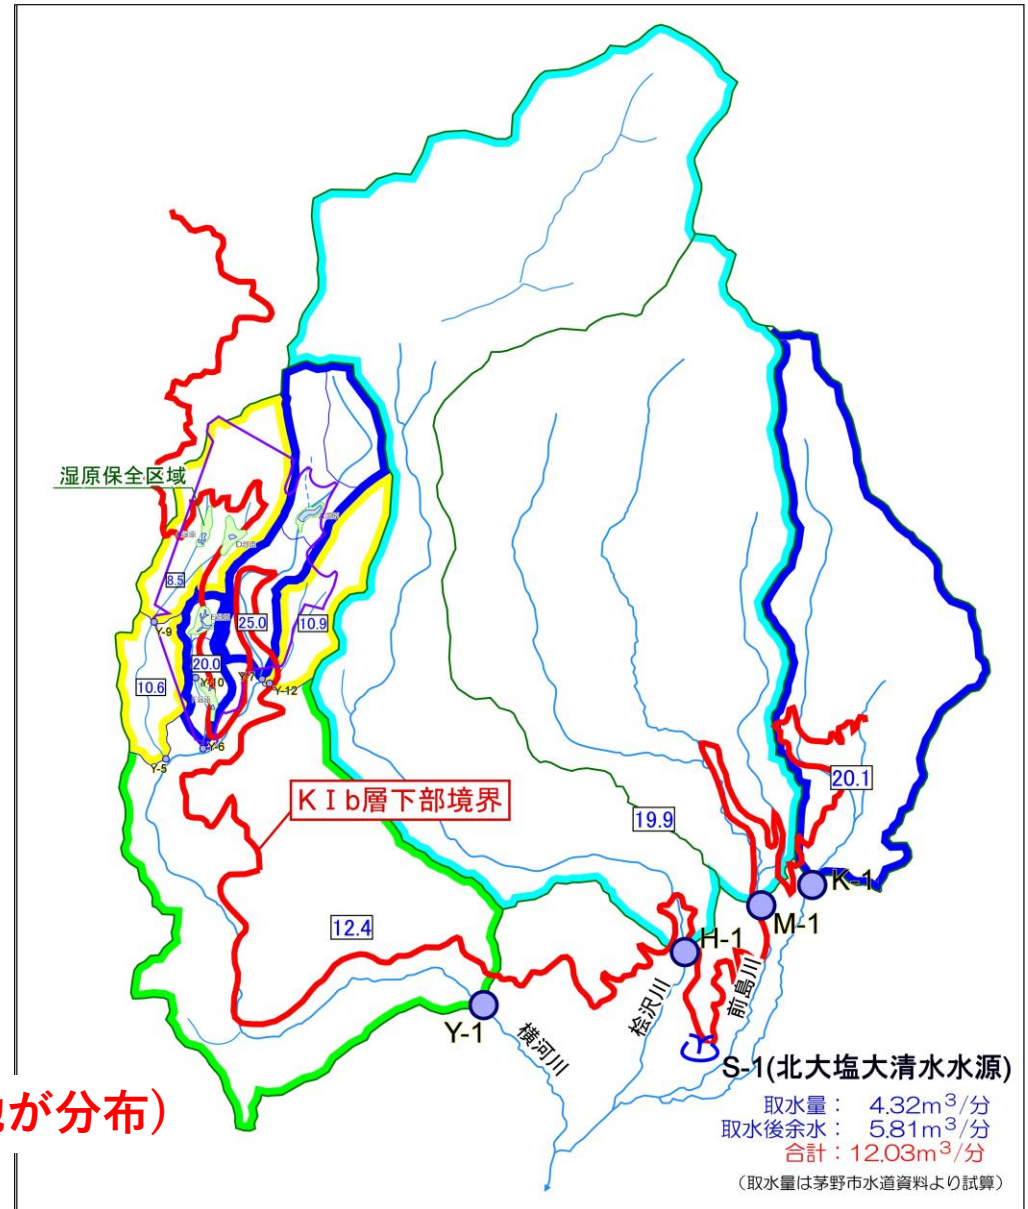 湿原保全区域
8.5
Y-9
25.0
10.9
20.0
Y-10
Y-7
Y-12
10.6
Y-6
Y-5
KⅠb層下部境界
20.1
19.9
K-1
M-1
12.4
H-1
Y-1
横河川
桧沢川
前島川
S-1(北大塩大清水水源)
取水量： 4.32m³/分
取水後余水： 5.81m³/分
合計：12.03m³/分
（取水量は茅野市水道資料より試算）
が分布）